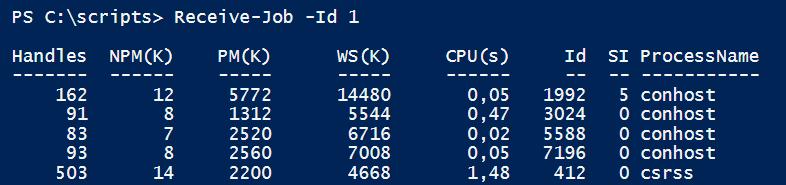 PS C:\scripts> Receive-Job -Id 1
Handles NPM(K) PM(K) WS(K) CPU(s) Id SI ProcessName
------- ------ ----- ----- ------ -- -- -----------
162 12 5772 14480 0,05 1992 5 conhost
91 8 1312 5544 0,47 3024 0 conhost
83 7 2520 6716 0,02 5588 0 conhost
93 8 2560 7008 0,05 7196 0 conhost
503 14 2200 4668 1,48 412 0 csrss